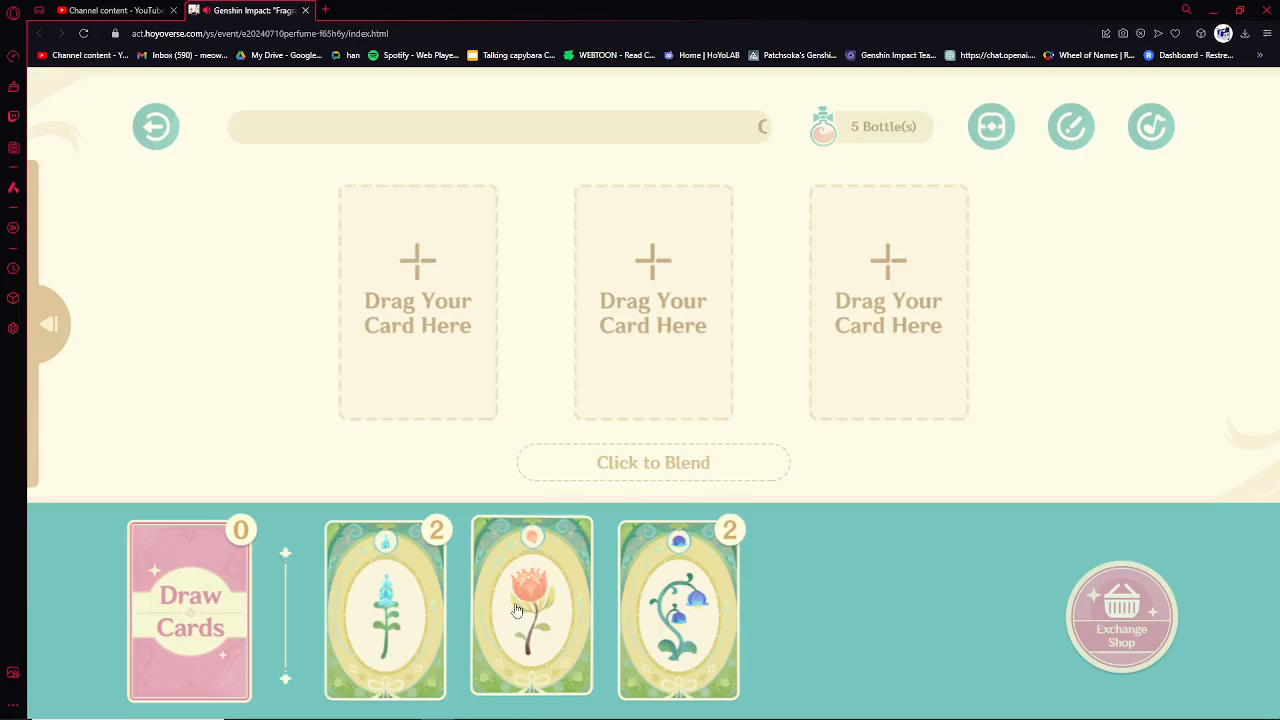 Channel content - YouTube
Genshin Impact: "Fragra
act.hoyoverse.com/ys/event/e20240710perfume-f65h6y/index.html
Channel content - Y...
Inbox (590) - meow...
My Drive - Google...
han
Spotify - Web Playe...
Talking capybara C...
WEBTOON - Read C...
Home | HoYoLAB
Patchoska's Genshi...
Genshin Impact Tea...
https://chat.openai...
Wheel of Names | R...
Dashboard - Restre...
5 Bottle(s)
Drag Your
Card Here
Drag Your
Card Here
Drag Your
Card Here
Click to Blend
0
Draw
Cards
2
2
Exchange
Shop